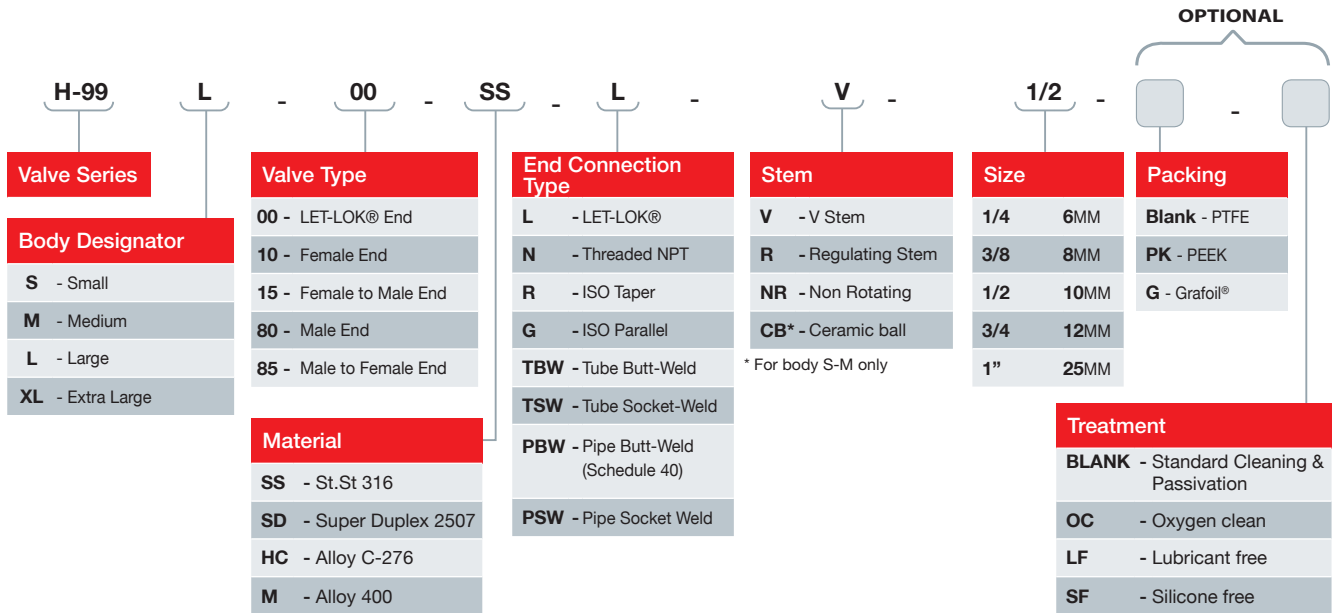 OPTIONAL
H-99 L - 00 - SS - L - V - 1/2 - -
Valve Series
Body Designator
S - Small
M - Medium
L - Large
XL - Extra Large
Valve Type
00 - LET-LOK® End
10 - Female End
15 - Female to Male End
80 - Male End
85 - Male to Female End
Material
SS - St.St 316
SD - Super Duplex 2507
HC - Alloy C-276
M - Alloy 400
End Connection
Type
L - LET-LOK®
N - Threaded NPT
R - ISO Taper
G - ISO Parallel
TBW - Tube Butt-Weld
TSW - Tube Socket-Weld
PBW - Pipe Butt-Weld
(Schedule 40)
PSW - Pipe Socket Weld
Stem
V - V Stem
R - Regulating Stem
NR - Non Rotating
CB* - Ceramic ball
* For body S-M only
Size
1/4 6MM
3/8 8MM
1/2 10MM
3/4 12MM
1” 25MM
Packing
Blank - PTFE
PK - PEEK
G - Grafoil®
Treatment
BLANK - Standard Cleaning &
Passivation
OC - Oxygen clean
LF - Lubricant free
SF - Silicone free